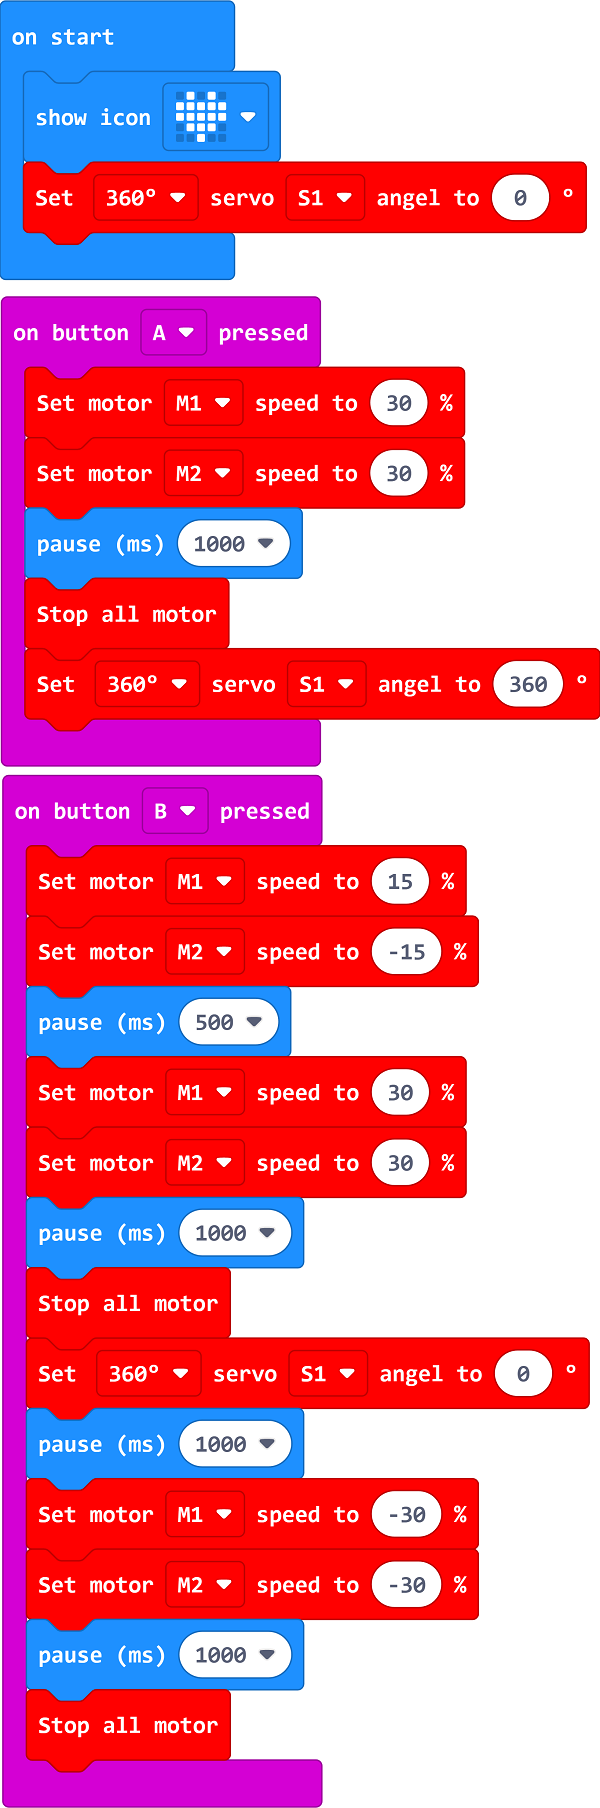 on start
show icon
Set 360° servo S1 angel to 0 °
on button A pressed
Set motor M1 speed to 30 %
Set motor M2 speed to 30 %
pause (ms) 1000
Stop all motor
Set 360° servo S1 angel to 360 °
on button B pressed
Set motor M1 speed to 15 %
Set motor M2 speed to -15 %
pause (ms) 500
Set motor M1 speed to 30 %
Set motor M2 speed to 30 %
pause (ms) 1000
Stop all motor
Set 360° servo S1 angel to 0 °
pause (ms) 1000
Set motor M1 speed to -30 %
Set motor M2 speed to -30 %
pause (ms) 1000
Stop all motor